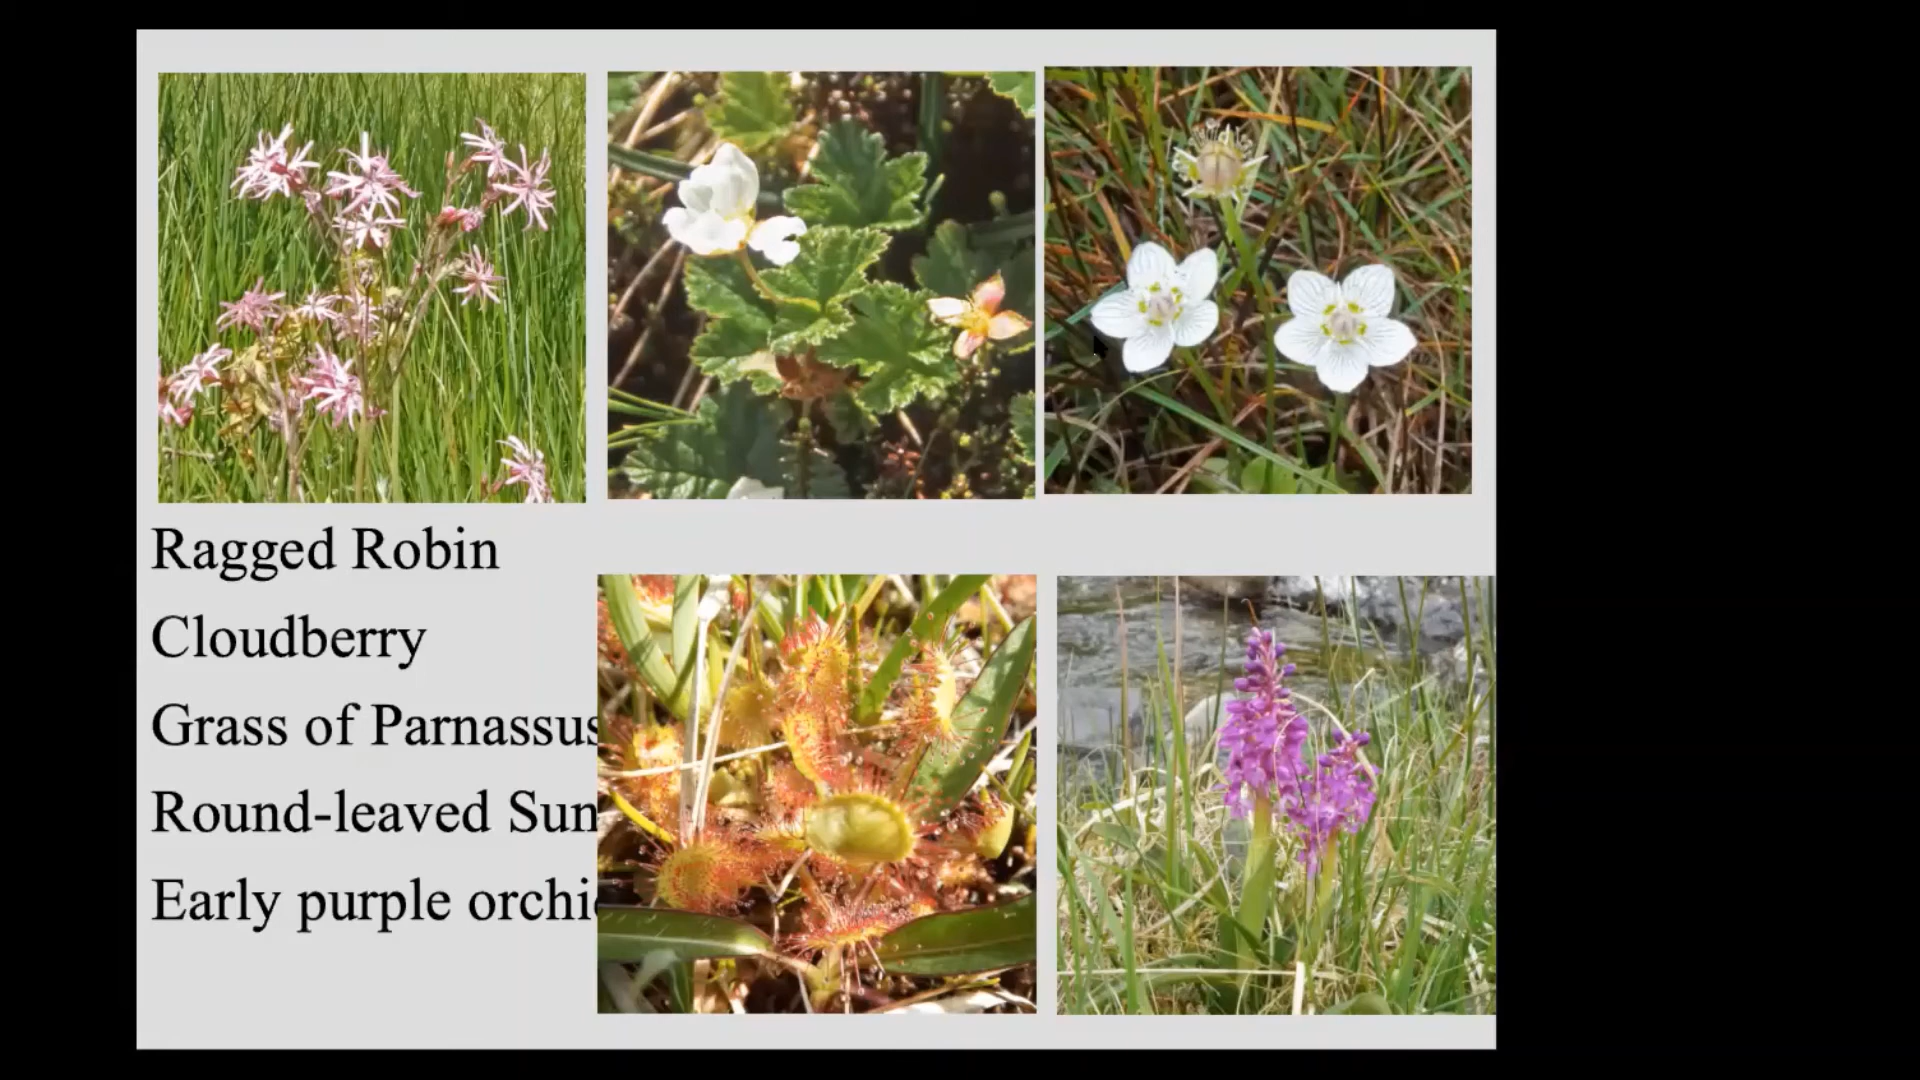 Ragged Robin
Cloudberry
Grass of Parnassus
Round-leaved Sun
Early purple orchi